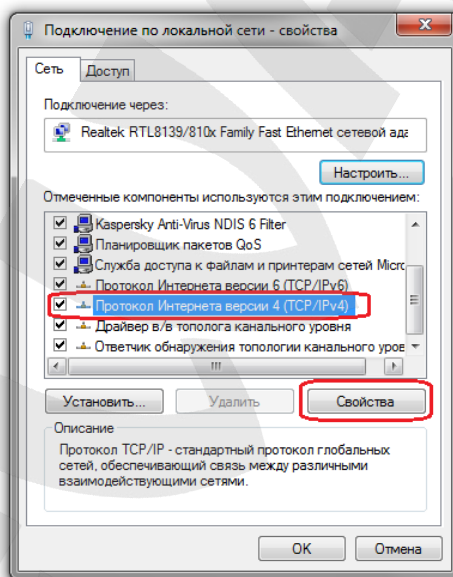 Подключение по локальной сети - свойства
Сеть
Доступ
Подключение через:
Realtek RTL8139/810x Family Fast Ethernet сетевой ада
Настроить...
Отмеченные компоненты используются этим подключением:
Kaspersky Anti-Virus NDIS 6 Filter
Планировщик пакетов QoS
Служба доступа к файлам и принтерам сетей Micro
Протокол Интернета версии 6 (TCP/IPv6)
Протокол Интернета версии 4 (TCP/IPv4)
Драйвер в/в тополога канального уровня
Ответчик обнаружения топологии канального уров
Установить...
Удалить
Свойства
Описание
Протокол TCP/IP - стандартный протокол глобальных
сетей, обеспечивающий связь между различными
взаимодействующими сетями.
OK
Отмена